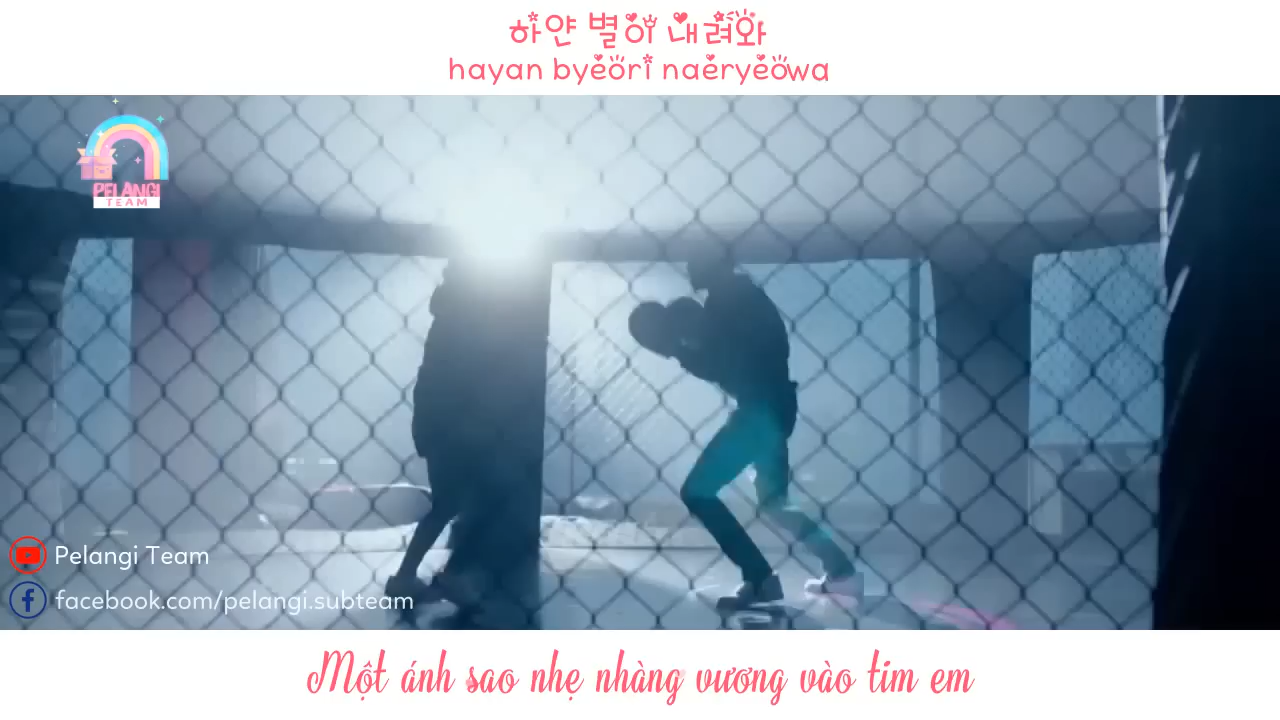 하얀 별이 내려와
hayan byeori naeryeowa
PELANGI
TEAM
Pelangi Team
facebook.com/pelangi.subteam
Một ánh sao nhẹ nhàng vương vào tim em